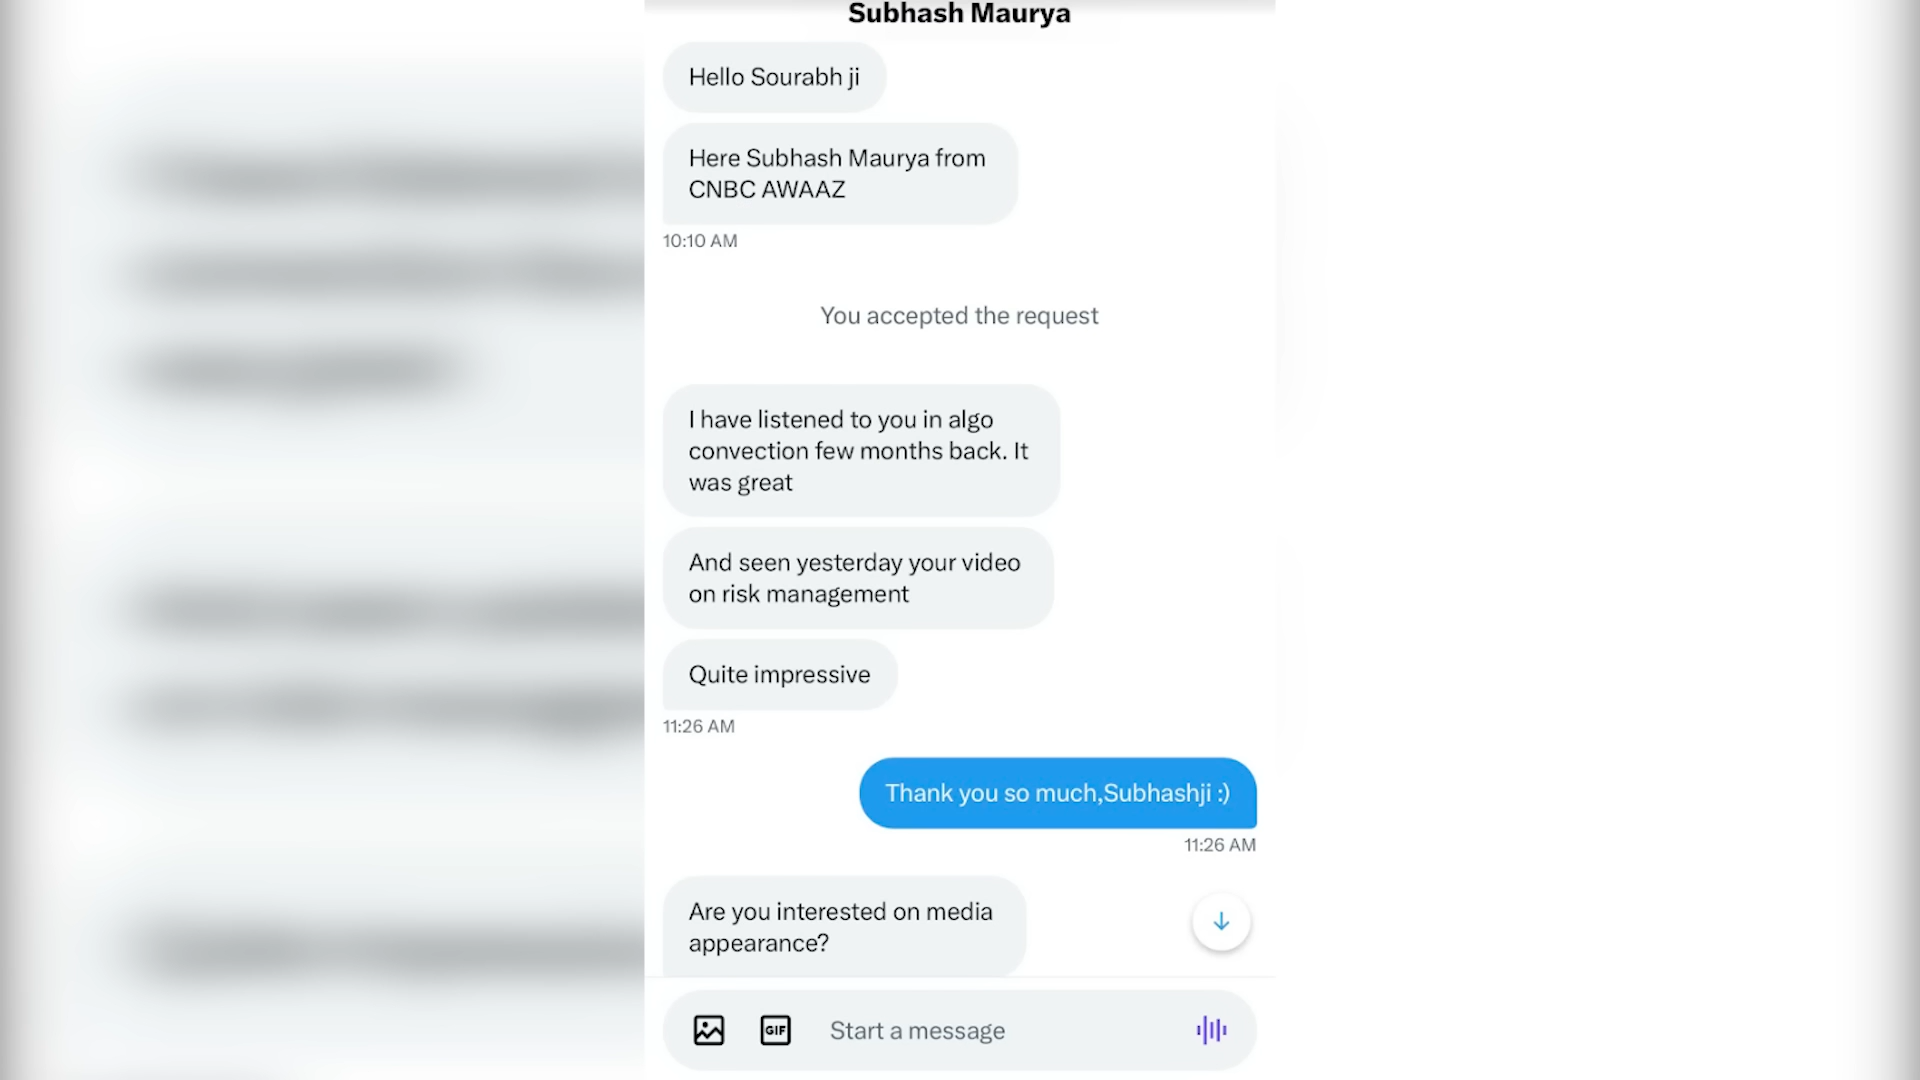 Subhash Maurya
Hello Sourabh ji
Here Subhash Maurya from
CNBC AWAAZ
10:10 AM
You accepted the request
I have listened to you in algo
convection few months back. It
was great
And seen yesterday your video
on risk management
Quite impressive
11:26 AM
Thank you so much,Subhashji :)
11:26 AM
Are you interested on media
appearance?
GIF
Start a message